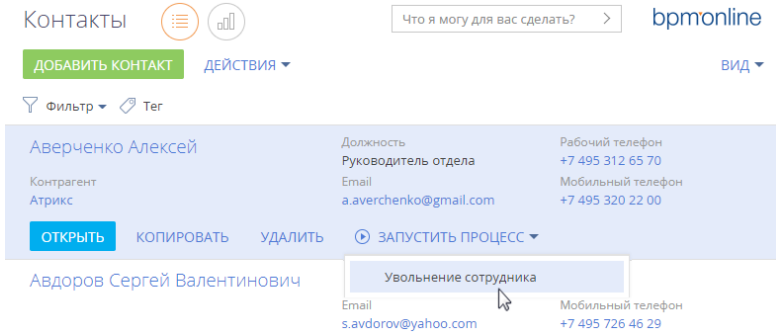 Контакты
Что я могу для вас сделать?
bpm'online
ДОБАВИТЬ КОНТАКТ ДЕЙСТВИЯ ВИД
Фильтр Тег
Аверченко Алексей
Должность Рабочий телефон
Руководитель отдела +7 495 312 65 70
Контрагент Email Мобильный телефон
Атрикс a.averchenko@gmail.com +7 495 320 22 00
ОТКРЫТЬ КОПИРОВАТЬ УДАЛИТЬ ЗАПУСТИТЬ ПРОЦЕСС
Увольнение сотрудника
Авдоров Сергей Валентинович
Email Мобильный телефон
s.avdorov@yahoo.com +7 495 726 46 29